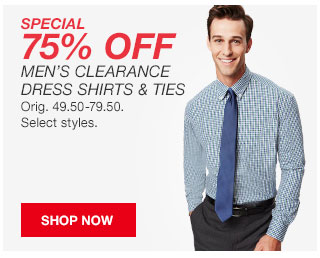 SPECIAL
75% OFF
MEN'S CLEARANCE
DRESS SHIRTS & TIES
Orig. 49.50-79.50.
Select styles.
SHOP NOW